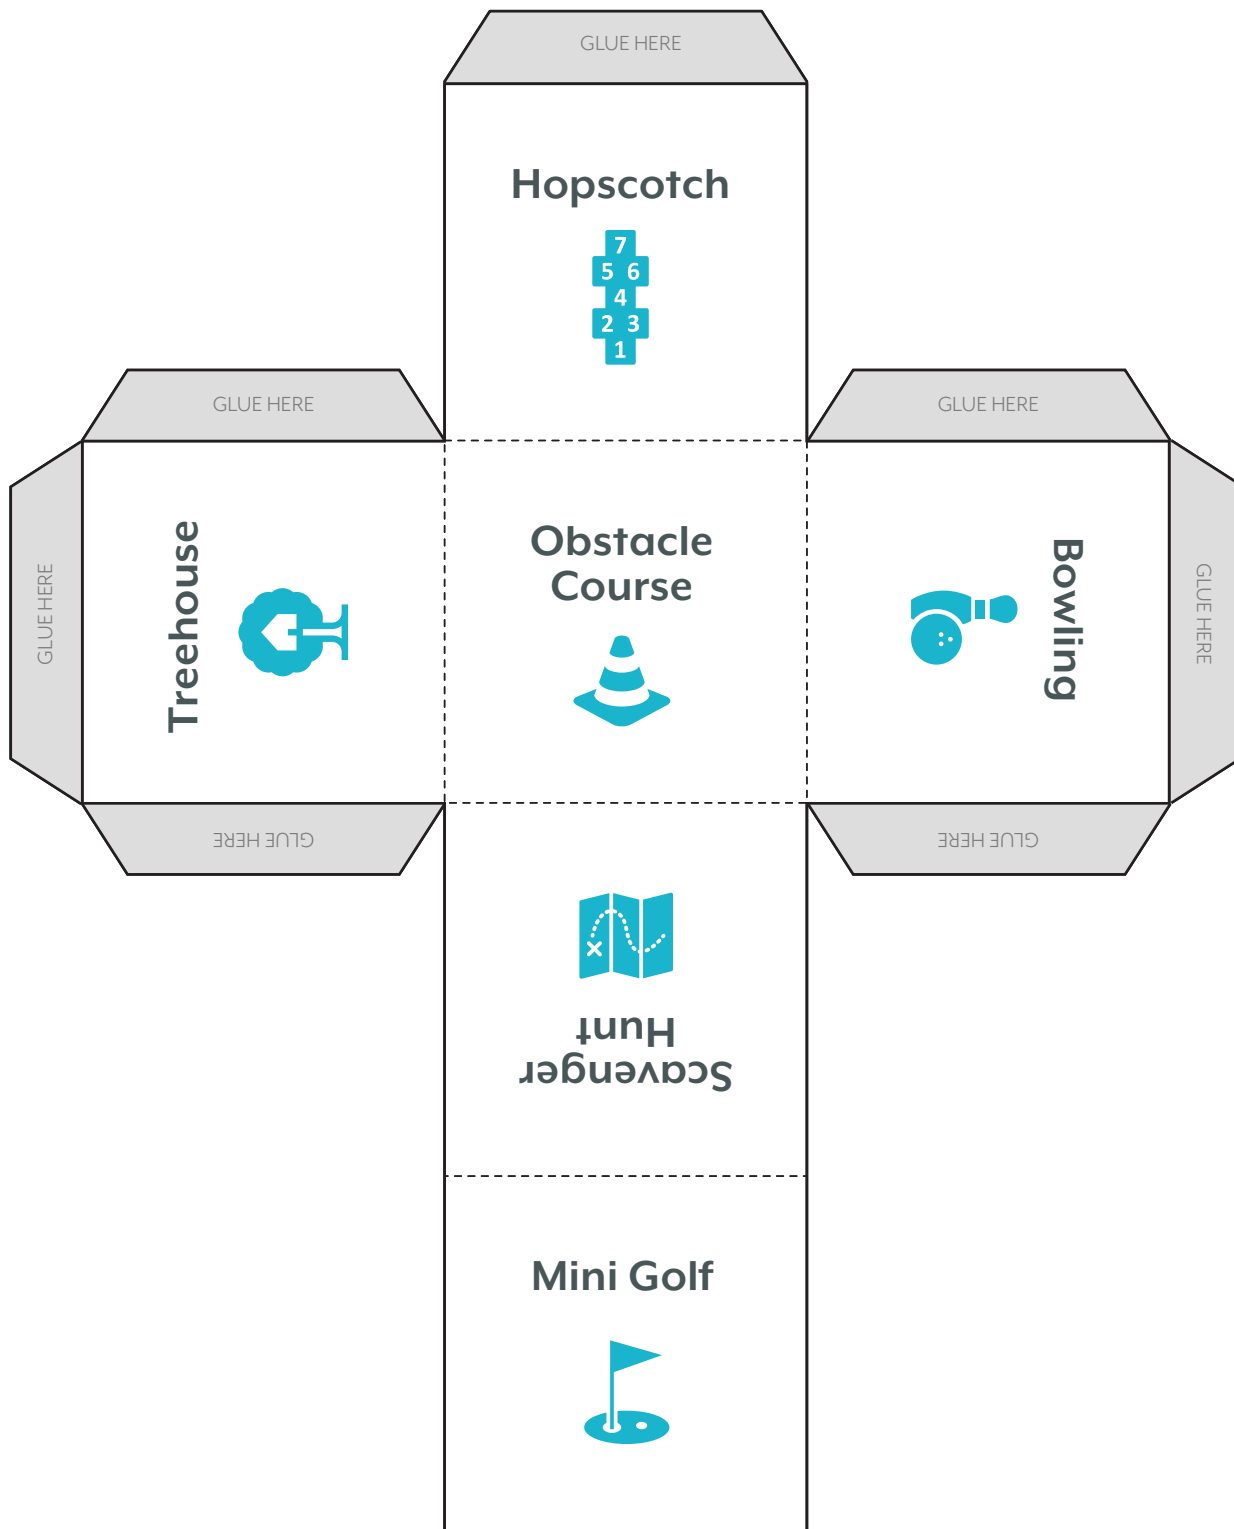 GLUE HERE
Hopscotch
7
5 6
4
2 3
1
GLUE HERE
GLUE HERE
GLUE HERE
Treehouse
Obstacle
Course
Bowling
GLUE HERE
GLUE HERE
GLUE HERE
Scavenger
Hunt
Mini Golf